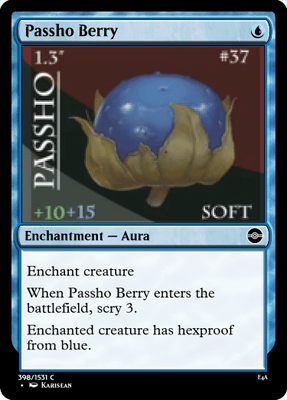 Passho Berry
1.3"
#37
PASSHO
+10+15
SOFT
Enchantment — Aura
Enchant creature
When Passho Berry enters the
battlefield, scry 3.
Enchanted creature has hexproof
from blue.
398/1531 C
E4A
• KARISEAN